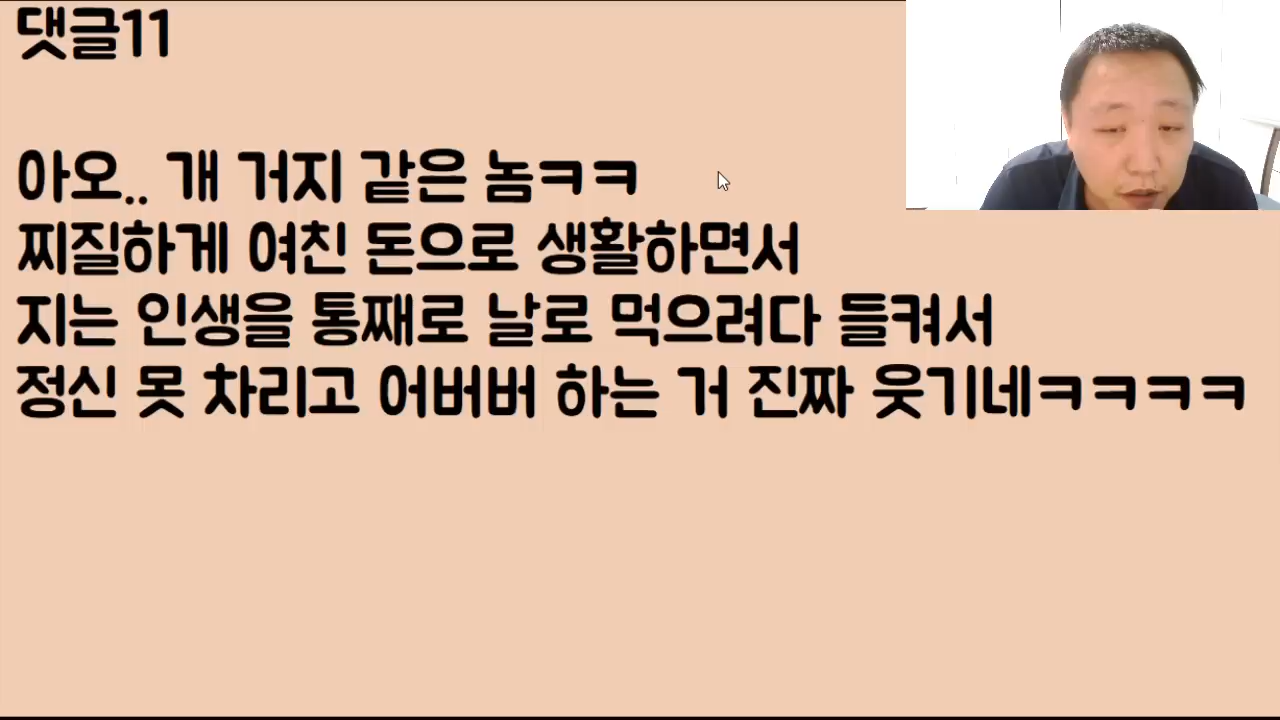 댓글11
아오.. 개 거지 같은 놈ㅋㅋ
찌질하게 여친 돈으로 생활하면서
지는 인생을 통째로 날로 먹으려다 들켜서
정신 못 차리고 어버버 하는 거 진짜 웃기네ㅋㅋㅋㅋ